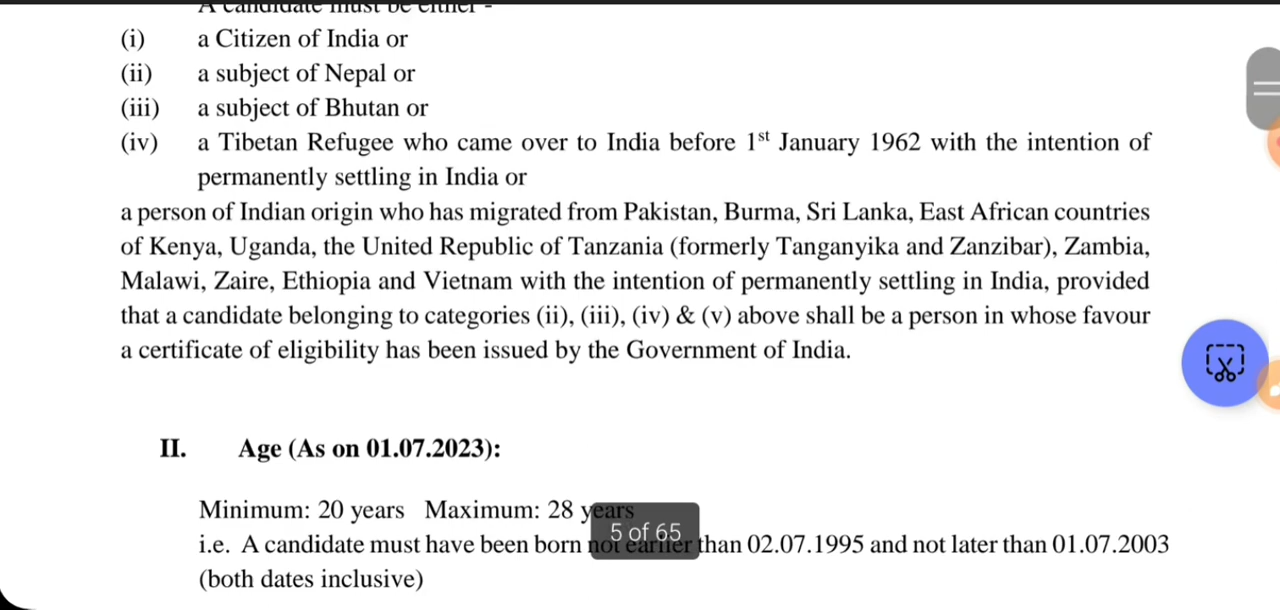 A candidate must be either -
(i) a Citizen of India or
(ii) a subject of Nepal or
(iii) a subject of Bhutan or
(iv) a Tibetan Refugee who came over to India before 1st January 1962 with the intention of
permanently settling in India or
a person of Indian origin who has migrated from Pakistan, Burma, Sri Lanka, East African countries
of Kenya, Uganda, the United Republic of Tanzania (formerly Tanganyika and Zanzibar), Zambia,
Malawi, Zaire, Ethiopia and Vietnam with the intention of permanently settling in India, provided
that a candidate belonging to categories (ii), (iii), (iv) & (v) above shall be a person in whose favour
a certificate of eligibility has been issued by the Government of India.
II. Age (As on 01.07.2023):
Minimum: 20 years Maximum: 28 years
5 of 65
i.e. A candidate must have been born not earlier than 02.07.1995 and not later than 01.07.2003
(both dates inclusive)